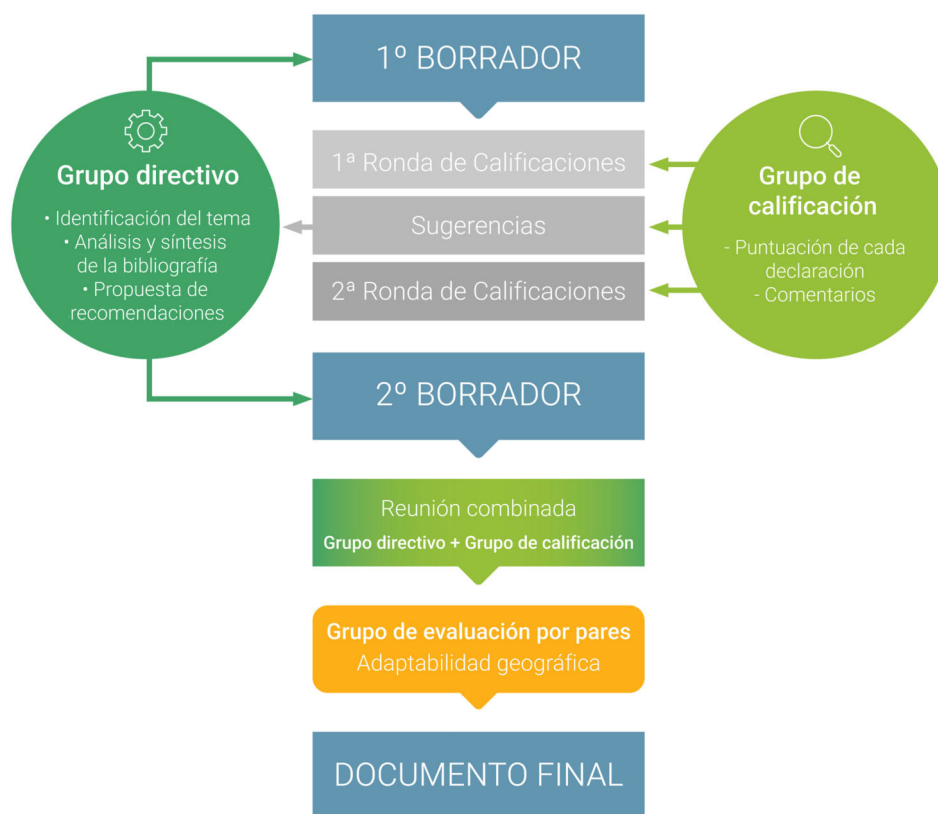 1º BORRADOR
Grupo directivo
• Identificación del tema
• Análisis y síntesis
de la bibliografía
• Propuesta de
recomendaciones
1ª Ronda de Calificaciones
Sugerencias
2ª Ronda de Calificaciones
Grupo de
calificación
- Puntuación de cada
declaración
- Comentarios
2º BORRADOR
Reunión combinada
Grupo directivo + Grupo de calificación
Grupo de evaluación por pares
Adaptabilidad geográfica
DOCUMENTO FINAL